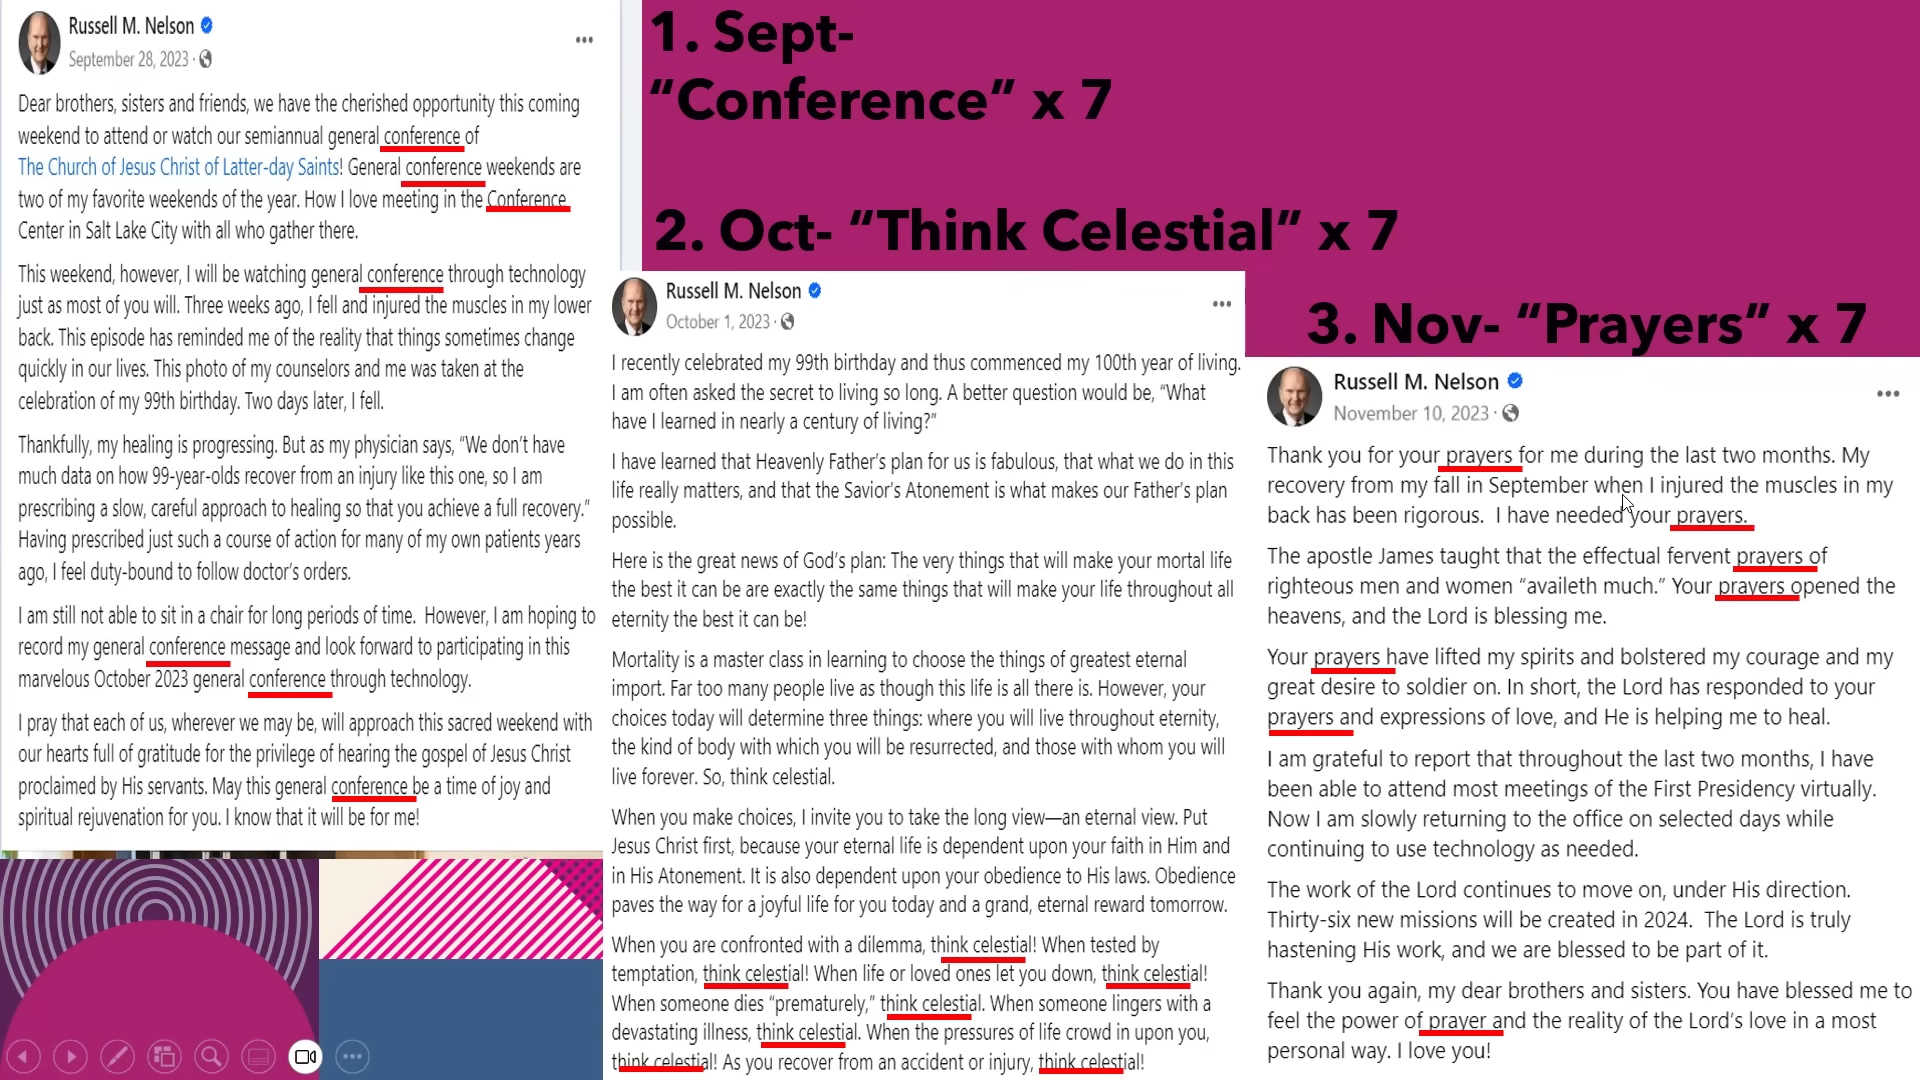 Russell M. Nelson
September 28, 2023 ·
Dear brothers, sisters and friends, we have the cherished opportunity this coming
weekend to attend or watch our semiannual general conference of
The Church of Jesus Christ of Latter-day Saints! General conference weekends are
two of my favorite weekends of the year. How I love meeting in the Conference
Center in Salt Lake City with all who gather there.
This weekend, however, I will be watching general conference through technology
just as most of you will. Three weeks ago, I fell and injured the muscles in my lower
back. This episode has reminded me of the reality that things sometimes change
quickly in our lives. This photo of my counselors and me was taken at the
celebration of my 99th birthday. Two days later, I fell.
Thankfully, my healing is progressing. But as my physician says, “We don’t have
much data on how 99-year-olds recover from an injury like this one, so I am
prescribing a slow, careful approach to healing so that you achieve a full recovery.”
Having prescribed just such a course of action for many of my own patients years
ago, I feel duty-bound to follow doctor’s orders.
I am still not able to sit in a chair for long periods of time. However, I am hoping to
record my general conference message and look forward to participating in this
marvelous October 2023 general conference through technology.
I pray that each of us, wherever we may be, will approach this sacred weekend with
our hearts full of gratitude for the privilege of hearing the gospel of Jesus Christ
proclaimed by His servants. May this general conference be a time of joy and
spiritual rejuvenation for you. I know that it will be for me!
1. Sept-
“Conference” x 7
2. Oct- “Think Celestial” x 7
Russell M. Nelson
October 1, 2023 ·
I recently celebrated my 99th birthday and thus commenced my 100th year of living.
I am often asked the secret to living so long. A better question would be, “What
have I learned in nearly a century of living?”
I have learned that Heavenly Father’s plan for us is fabulous, that what we do in this
life really matters, and that the Savior’s Atonement is what makes our Father’s plan
possible.
Here is the great news of God’s plan: The very things that will make your mortal life
the best it can be are exactly the same things that will make your life throughout all
eternity the best it can be!
Mortality is a master class in learning to choose the things of greatest eternal
import. Far too many people live as though this life is all there is. However, your
choices today will determine three things: where you will live throughout eternity,
the kind of body with which you will be resurrected, and those with whom you will
live forever. So, think celestial.
When you make choices, I invite you to take the long view—an eternal view. Put
Jesus Christ first, because your eternal life is dependent upon your faith in Him and
in His Atonement. It is also dependent upon your obedience to His laws. Obedience
paves the way for a joyful life for you today and a grand, eternal reward tomorrow.
When you are confronted with a dilemma, think celestial! When tested by
temptation, think celestial! When life or loved ones let you down, think celestial!
When someone dies “prematurely,” think celestial. When someone lingers with a
devastating illness, think celestial. When the pressures of life crowd in upon you,
think celestial! As you recover from an accident or injury, think celestial!
3. Nov- “Prayers” x 7
Russell M. Nelson
November 10, 2023 ·
Thank you for your prayers for me during the last two months. My
recovery from my fall in September when I injured the muscles in my
back has been rigorous. I have needed your prayers.
The apostle James taught that the effectual fervent prayers of
righteous men and women “availeth much.” Your prayers opened the
heavens, and the Lord is blessing me.
Your prayers have lifted my spirits and bolstered my courage and my
great desire to soldier on. In short, the Lord has responded to your
prayers and expressions of love, and He is helping me to heal.
I am grateful to report that throughout the last two months, I have
been able to attend most meetings of the First Presidency virtually.
Now I am slowly returning to the office on selected days while
continuing to use technology as needed.
The work of the Lord continues to move on, under His direction.
Thirty-six new missions will be created in 2024. The Lord is truly
hastening His work, and we are blessed to be part of it.
Thank you again, my dear brothers and sisters. You have blessed me to
feel the power of prayer and the reality of the Lord’s love in a most
personal way. I love you!